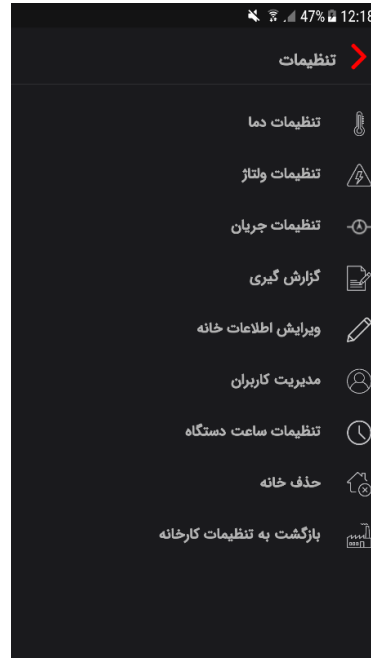 47% 12:18
تنظیمات
تنظیمات دما
تنظیمات ولتاژ
تنظیمات جریان
گزارش گیری
ویرایش اطلاعات خانه
مدیریت کاربران
تنظیمات ساعت دستگاه
حذف خانه
بازگشت به تنظیمات کارخانه